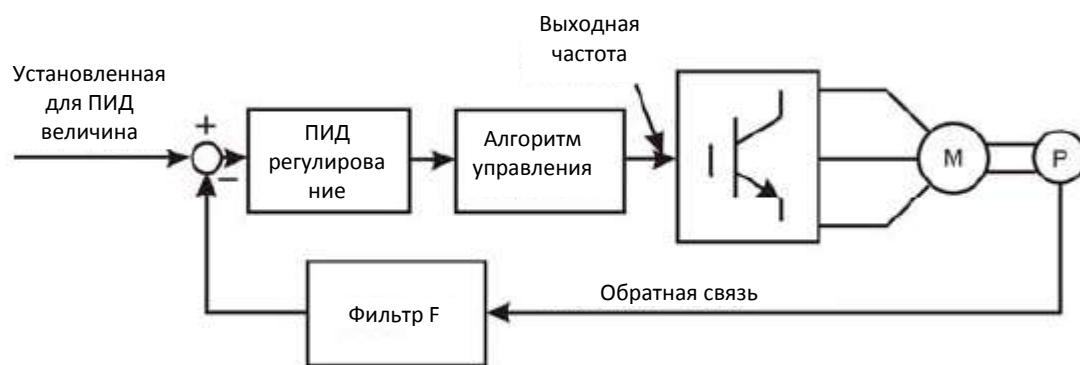 Выходная
частота
Установленная
для ПИД
величина
+
−
ПИД
регулирова
ние
Алгоритм
управления
M
P
Обратная связь
Фильтр F